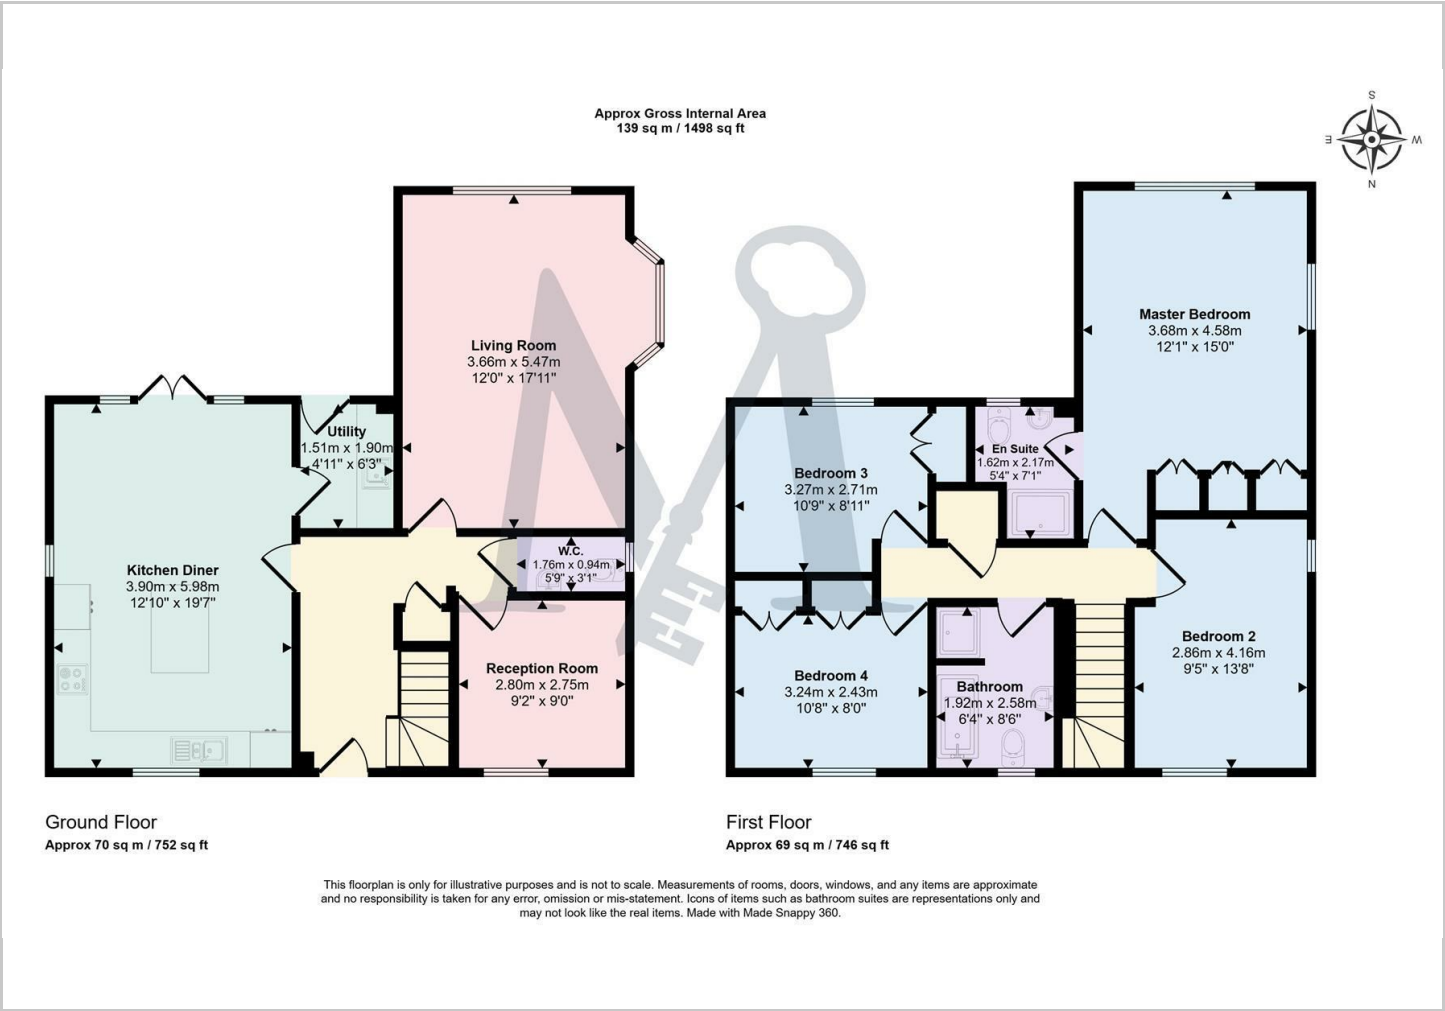 Approx Gross Internal Area
139 sq m / 1498 sq ft
S
E
W
N
Living Room
3.66m x 5.47m
12'0" x 17'11"
Utility
1.51m x 1.90m
4'11" x 6'3"
Kitchen Diner
3.90m x 5.98m
12'10" x 19'7"
W.C.
1.76m x 0.94m
5'9" x 3'1"
Reception Room
2.80m x 2.75m
9'2" x 9'0"
Master Bedroom
3.68m x 4.58m
12'1" x 15'0"
Bedroom 3
3.27m x 2.71m
10'9" x 8'11"
En Suite
1.62m x 2.17m
5'4" x 7'1"
Bedroom 2
2.86m x 4.16m
9'5" x 13'8"
Bedroom 4
3.24m x 2.43m
10'8" x 8'0"
Bathroom
1.92m x 2.58m
6'4" x 8'6"
Ground Floor
Approx 70 sq m / 752 sq ft
First Floor
Approx 69 sq m / 746 sq ft
This floorplan is only for illustrative purposes and is not to scale. Measurements of rooms, doors, windows, and any items are approximate
and no responsibility is taken for any error, omission or mis-statement. Icons of items such as bathroom suites are representations only and
may not look like the real items. Made with Made Snappy 360.